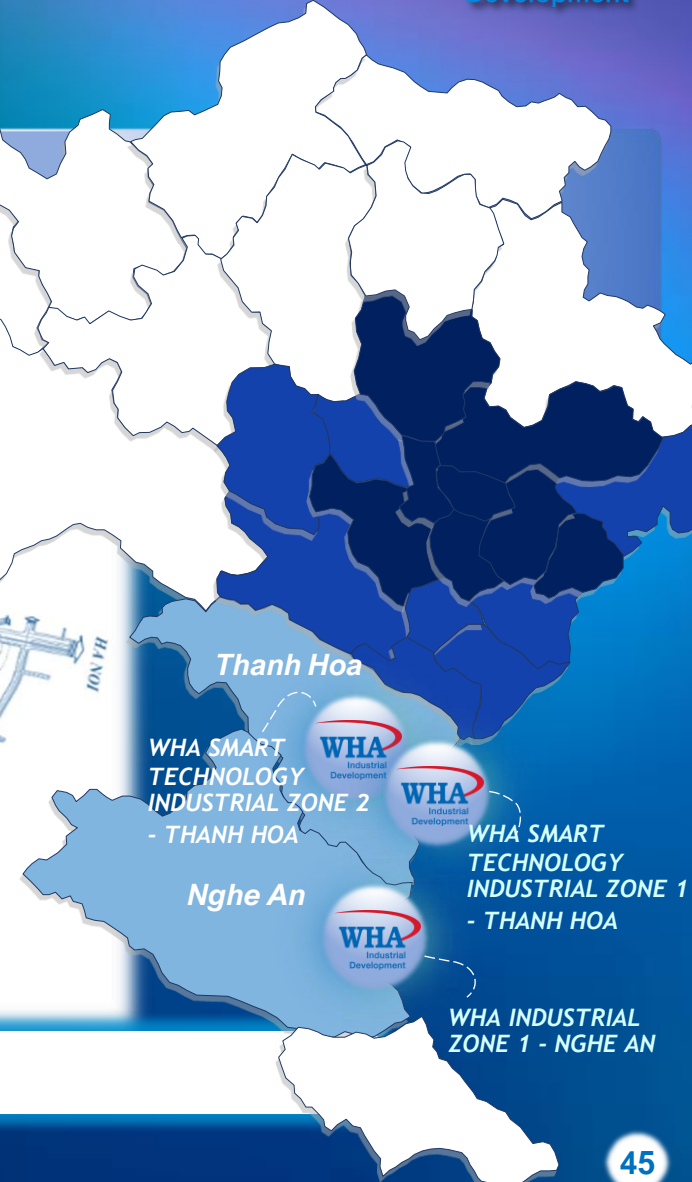 Development
HA NOI
Thanh Hoa
WHA SMART
TECHNOLOGY
INDUSTRIAL ZONE 2
- THANH HOA
WHA
Industrial
Development
WHA
Industrial
Development
WHA SMART
TECHNOLOGY
INDUSTRIAL ZONE 1
- THANH HOA
Nghe An
WHA
Industrial
Development
WHA INDUSTRIAL
ZONE 1 - NGHE AN
45